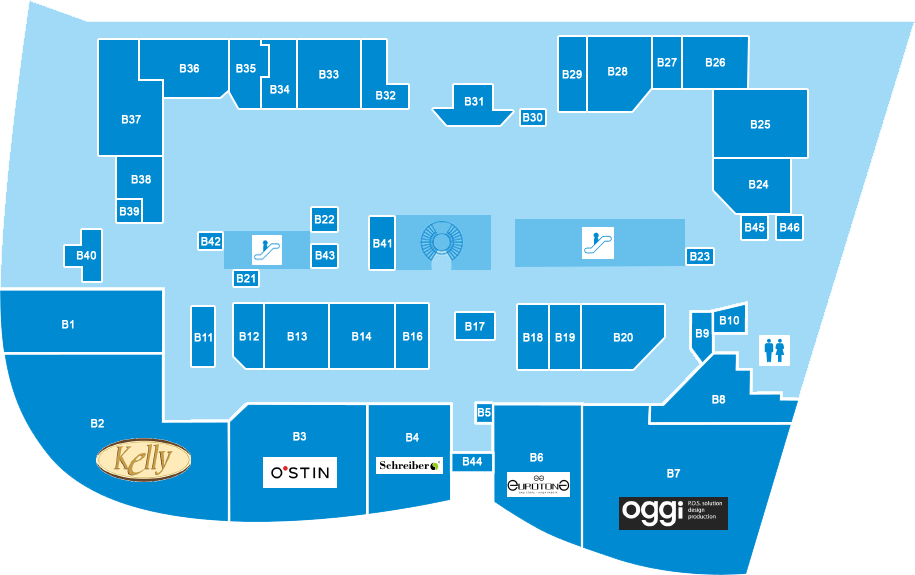 B36
B35
B34
B33
B32
B37
B38
B39
B40
B31
B30
B29
B28
B27
B26
B25
B24
B45
B46
B42
B22
B43
B21
B41
B23
B1
B11
B12
B13
B14
B16
B17
B18
B19
B20
B9
B10
B8
B2
Kelly
B3
O'STIN
B4
Schreiber
B5
B44
B6
EUROTONE
B7
oggi
P.O.S. solution
design
production